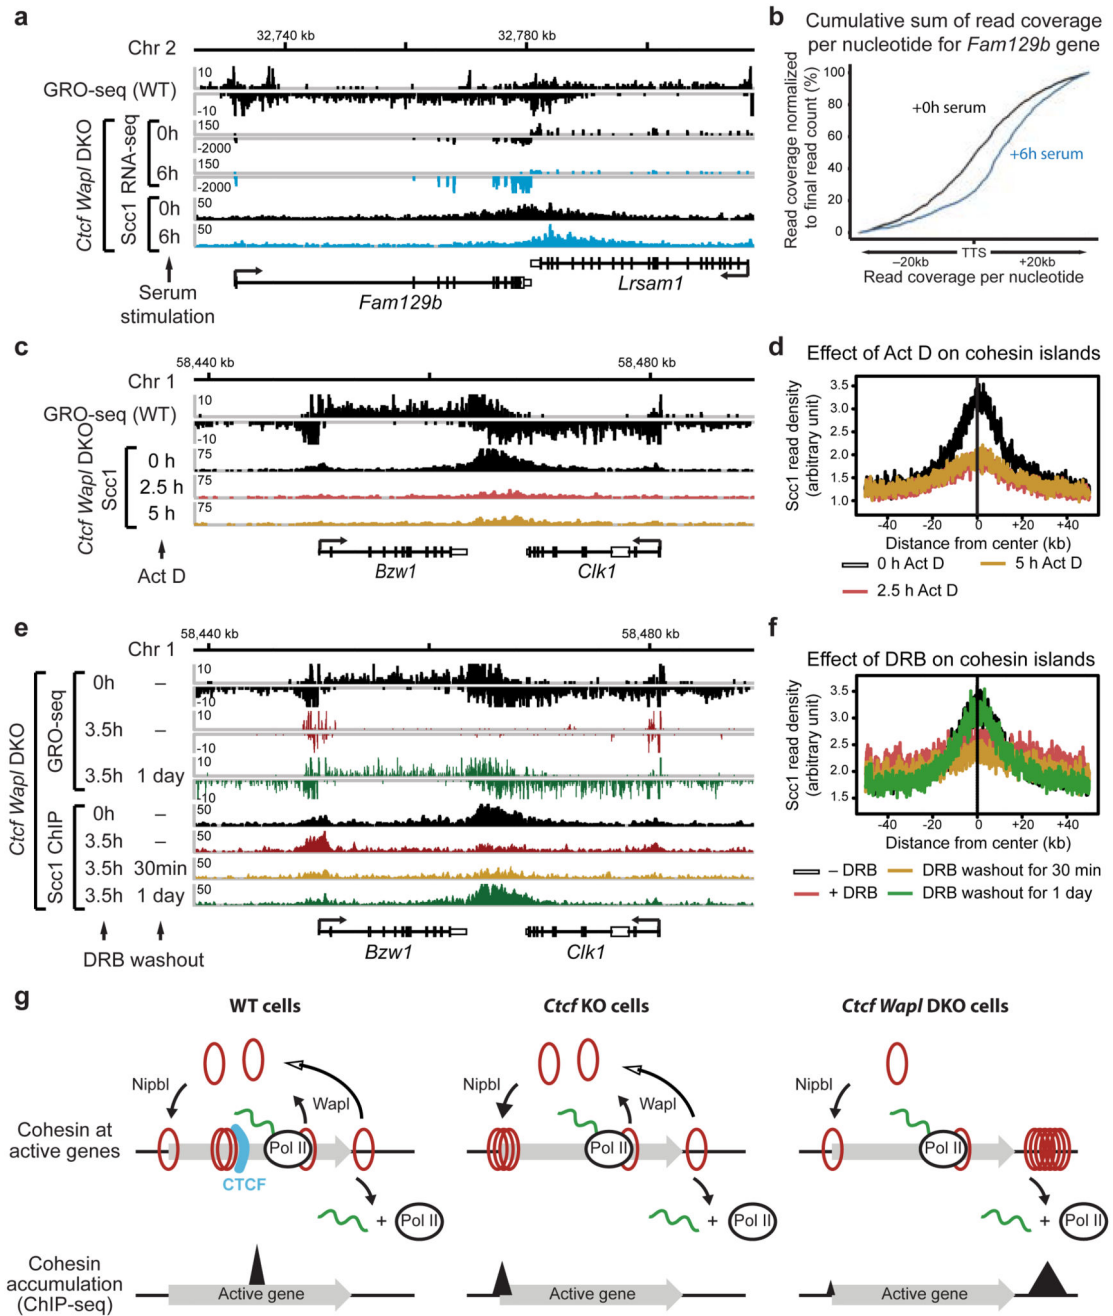 a
Chr 2
32,740 kb
32,780 kb
GRO-seq (WT)
10
-10
Ctcf Wapl DKO
RNA-seq
0h
150
-2000
6h
150
-2000
Scc1
0h
50
6h
50
Serum
stimulation
Fam129b
Lrsam1
b
Cumulative sum of read coverage
per nucleotide for Fam129b gene
Read coverage normalized
to final read count (%)
100
80
60
40
20
0
+0h serum
+6h serum
–20kb
TTS
+20kb
Read coverage per nucleotide
c
58,440 kb
58,480 kb
Chr 1
GRO-seq (WT)
10
-10
Ctcf Wapl DKO
Scc1
0 h
75
2.5 h
75
5 h
75
Act D
Bzw1
Clk1
d
Effect of Act D on cohesin islands
Scc1 read density
(arbitrary unit)
3.5
3.0
2.5
2.0
1.5
1.0
-40
-20
0
+20
+40
Distance from center (kb)
0 h Act D
5 h Act D
2.5 h Act D
e
58,440 kb
58,480 kb
Chr 1
Ctcf Wapl DKO
GRO-seq
0h
–
10
-10
3.5h
–
10
-10
3.5h
1 day
10
-10
Scc1 ChIP
0h
–
50
3.5h
–
50
3.5h
30min
50
3.5h
1 day
50
DRB washout
Bzw1
Clk1
f
Effect of DRB on cohesin islands
Scc1 read density
(arbitrary unit)
3.5
3.0
2.5
2.0
1.5
-40
-20
0
+20
+40
Distance from center (kb)
– DRB
DRB washout for 30 min
+ DRB
DRB washout for 1 day
g
WT cells
Ctcf KO cells
Ctcf Wapl DKO cells
Cohesin at
active genes
Nipbl
Wapl
Pol II
CTCF
+
Pol II
Nipbl
Wapl
Pol II
+
Pol II
Nipbl
Pol II
+
Pol II
Cohesin
accumulation
(ChIP-seq)
Active gene
Active gene
Active gene